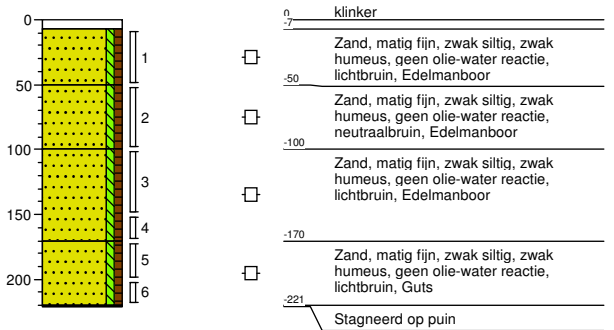 0
50
100
150
200
1
2
3
4
5
6
0
-7
-50
-100
-170
-221
klinker
Zand, matig fijn, zwak siltig, zwak
humeus, geen olie-water reactie,
lichtbruin, Edelmanboor
Zand, matig fijn, zwak siltig, zwak
humeus, geen olie-water reactie,
neutraalbruin, Edelmanboor
Zand, matig fijn, zwak siltig, zwak
humeus, geen olie-water reactie,
lichtbruin, Edelmanboor
Zand, matig fijn, zwak siltig, zwak
humeus, geen olie-water reactie,
lichtbruin, Guts
Stagneerd op puin